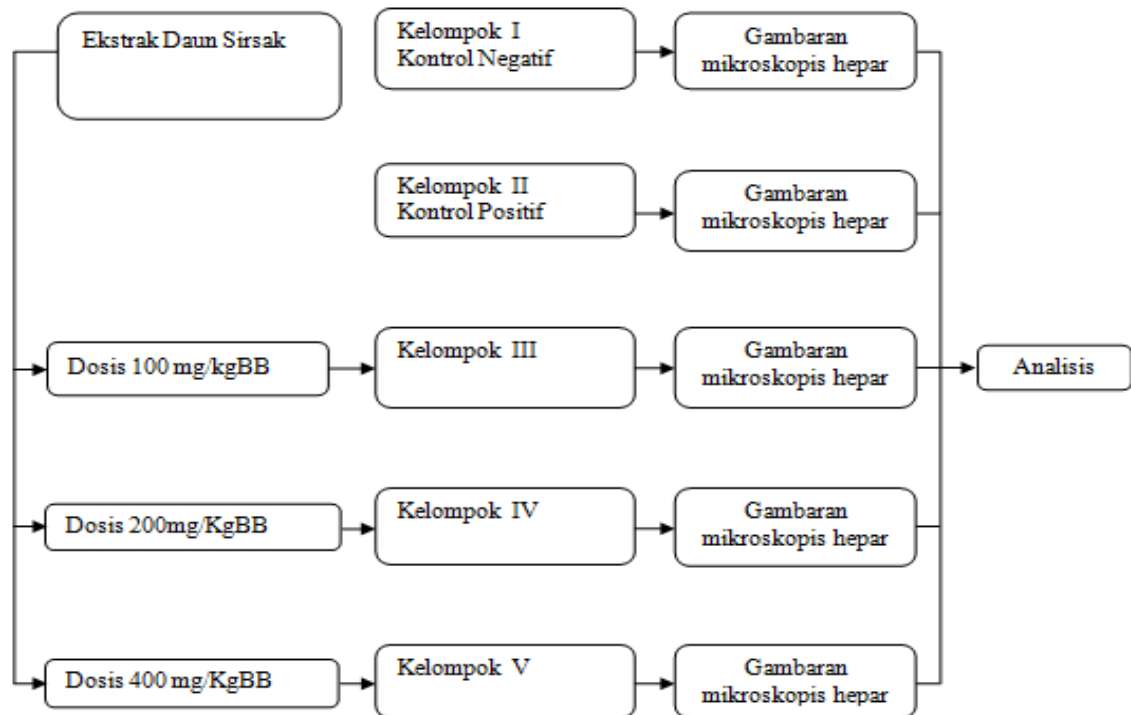 Ekstrak Daun Sirsak
Kelompok I
Kontrol Negatif
Gambaran
mikroskopis hepar
Kelompok II
Kontrol Positif
Gambaran
mikroskopis hepar
Dosis 100 mg/kgBB
Kelompok III
Gambaran
mikroskopis hepar
Analisis
Dosis 200mg/KgBB
Kelompok IV
Gambaran
mikroskopis hepar
Dosis 400 mg/KgBB
Kelompok V
Gambaran
mikroskopis hepar